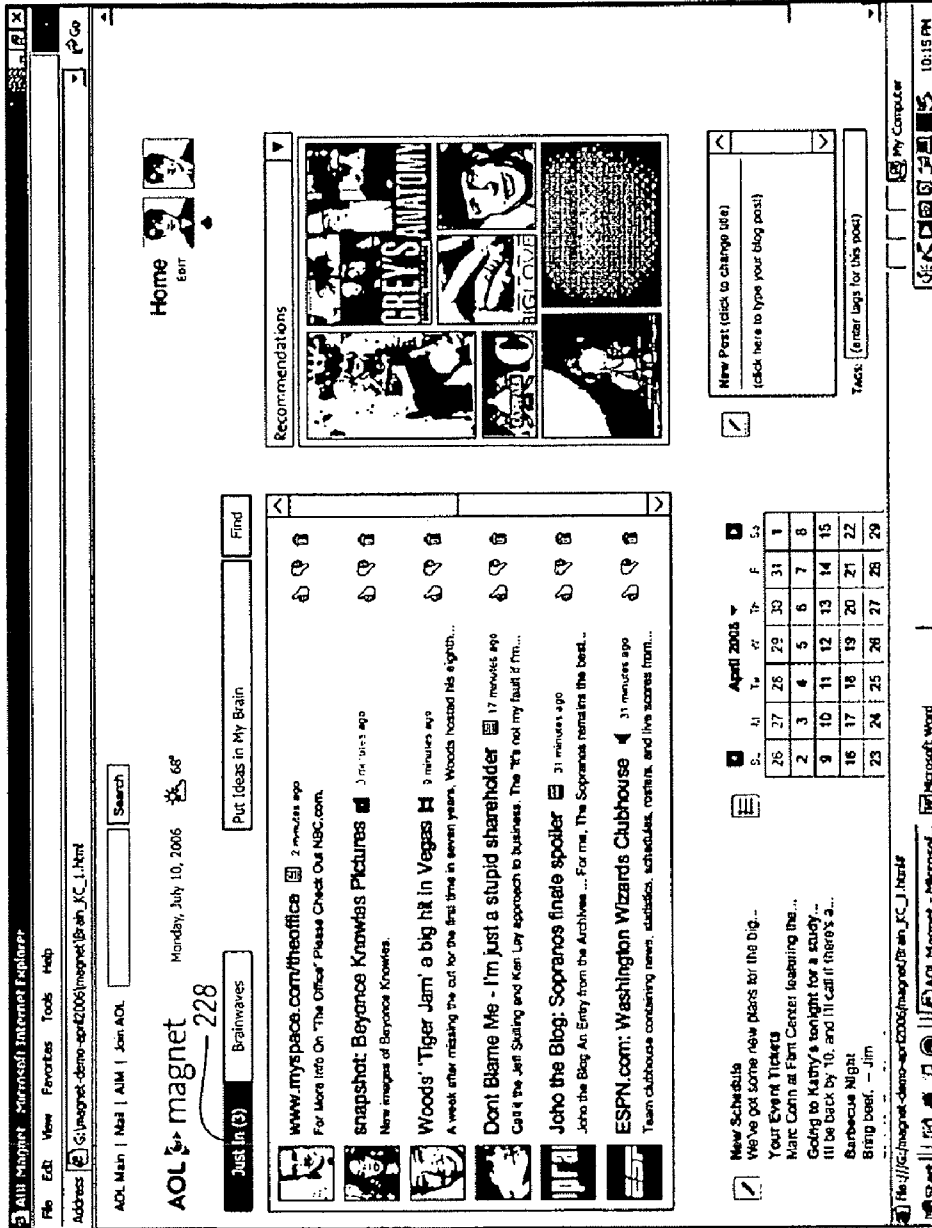 AOL Magnet Microsoft Internet Explorer
File Edit View Favorites Tools Help
Address G:\magnet-demo-april2006\magnet\Brain_KC_1.html Go
AOL Main | Mail | AIM | Join AOL Search
AOL magnet Monday, July 10, 2006 68°
Home
EDIT
228
Just In (3) Brainwaves Put Ideas in My Brain Find
www.myspace.com/theoffice 2 minutes ago
For More Info On "The Office" Please Check Out NBC.com.
Snapshot: Beyonce Knowles Pictures 3 minutes ago
New images of Beyonce Knowles.
Woods' 'Tiger Jam' a big hit in Vegas 9 minutes ago
A week after missing the cut for the first time in seven years, Woods hosted his eighth...
Dont Blame Me - I'm just a stupid shareholder 17 minutes ago
Call it the Jeff Skilling and Ken Lay approach to business. The "It's not my fault if I'm...
Joho the Blog: Sopranos finale spoiler 31 minutes ago
Joho the Blog An Entry from the Archives ... For me, The Sopranos remains the best...
ESPN.com: Washington Wizards Clubhouse 31 minutes ago
Team clubhouse containing news, statistics, schedules, rosters, and live scores from...
Recommendations
GREY'S ANATOMY
BIG LOVE
New Schedule
We've got some new plans for the big...
Your Event Tickets
Marc Cohn at Fant Center featuring the...
Going to Kathy's tonight for a study...
I'll be back by 10, and I'll call if there's a...
Barbecue Night
Bring beef. – Jim
April 2006
Su M Tu W Th F Sa
26 27 28 29 30 31 1
2 3 4 5 6 7 8
9 10 11 12 13 14 15
16 17 18 19 20 21 22
23 24 25 26 27 28 29
New Post (click to change title)
(click here to type your blog post)
TAGS: (enter tags for this post)
file:///G:/magnet-demo-april2006/magnet/Brain_KC_1.html# My Computer
Start AOL Magnet - Microsof... Microsoft Word 10:15 PM